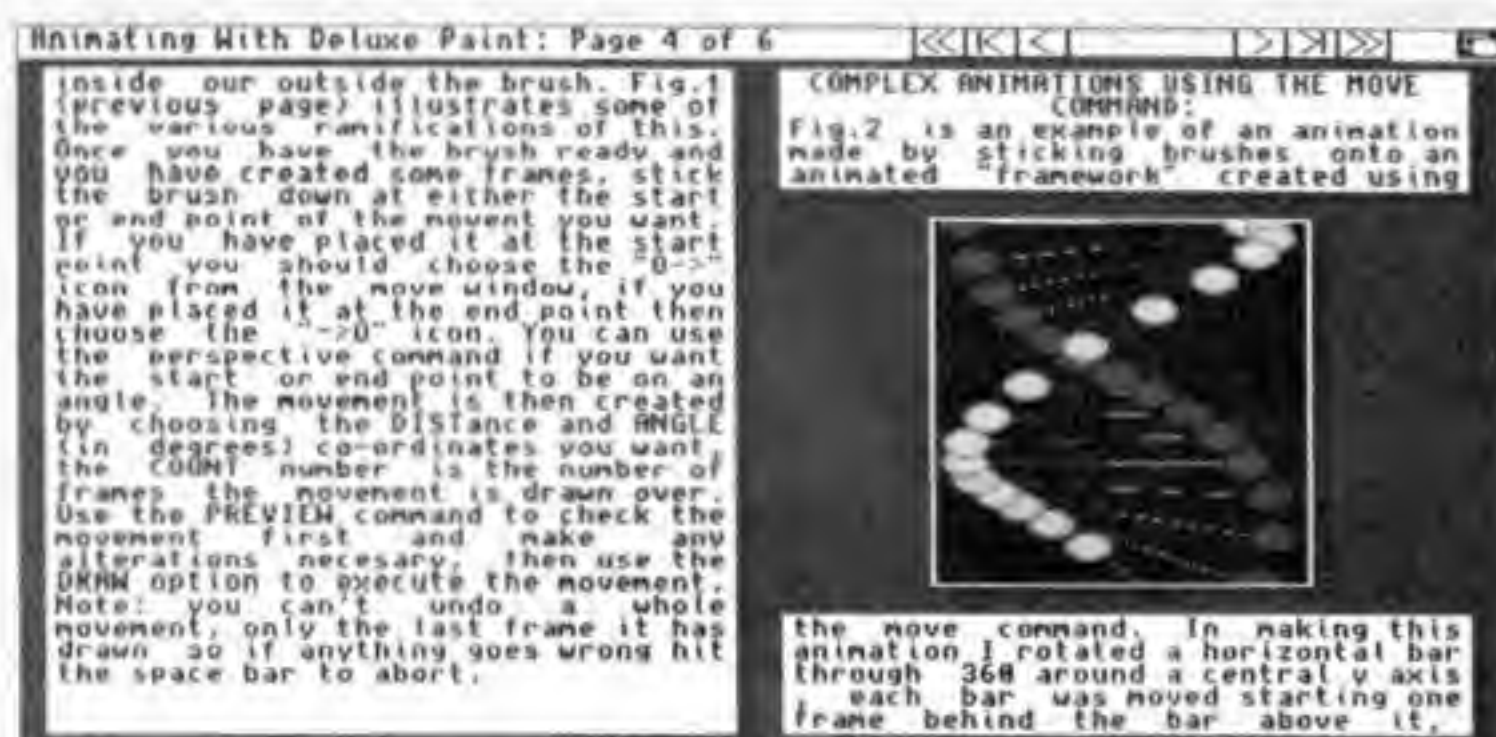 Animating With Deluxe Paint: Page 4 of 6
inside our outside the brush. Fig.1
(previous page) illustrates some of
the various ramifications of this.
Once you have the brush ready and
you have created some frames, stick
the brush down at either the start
or end point of the movent you want.
If you have placed it at the start
point you should choose the "0->"
icon from the move window, if you
have placed it at the end point then
choose the "->0" icon. You can use
the perspective command if you want
the start or end point to be on an
angle. The movement is then created
by choosing the DISTance and ANGLE
(in degrees) co-ordinates you want,
the COUNT number is the number of
frames the movement is drawn over.
Use the PREVIEW command to check the
movement first and make any
alterations necesary, then use the
DRAW option to execute the movement.
Note: you can't undo a whole
movement, only the last frame it has
drawn so if anything goes wrong hit
the space bar to abort.
COMPLEX ANIMATIONS USING THE MOVE
COMMAND:
Fig.2 is an example of an animation
made by sticking brushes onto an
animated "framework" created using
the move command. In making this
animation I rotated a horizontal bar
through 360 around a central y axis
, each bar was moved starting one
frame behind the bar above it,